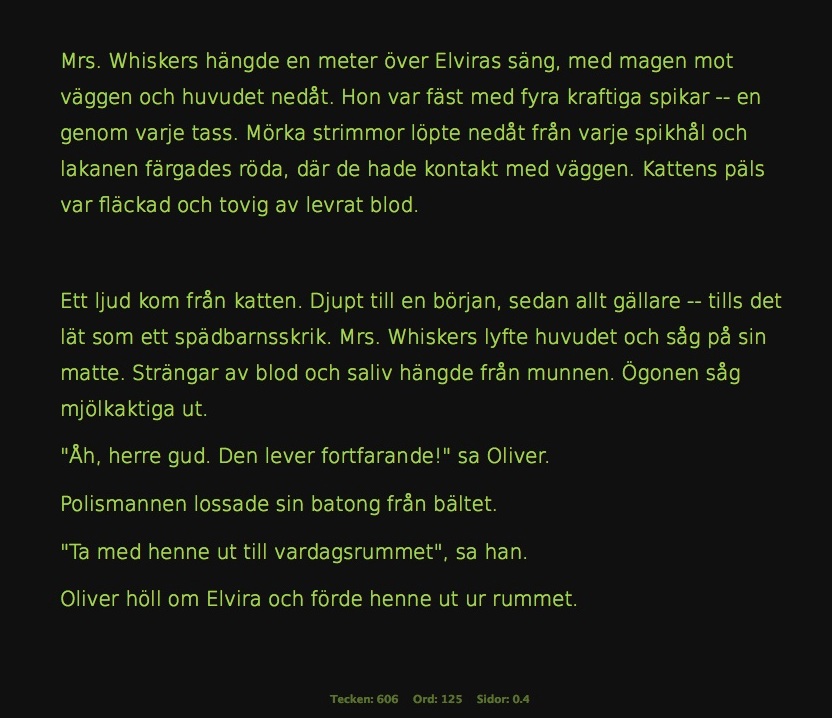 Mrs. Whiskers hängde en meter över Elviras säng, med magen mot
väggen och huvudet nedåt. Hon var fäst med fyra kraftiga spikar -- en
genom varje tass. Mörka strimmor löpte nedåt från varje spikhål och
lakanen färgades röda, där de hade kontakt med väggen. Kattens päls
var fläckad och tovig av levrat blod.

Ett ljud kom från katten. Djupt till en början, sedan allt gällare -- tills det
lät som ett spädbarnsskrik. Mrs. Whiskers lyfte huvudet och såg på sin
matte. Strängar av blod och saliv hängde från munnen. Ögonen såg
mjölkaktiga ut.
"Åh, herre gud. Den lever fortfarande!" sa Oliver.
Polismannen lossade sin batong från bältet.
"Ta med henne ut till vardagsrummet", sa han.
Oliver höll om Elvira och förde henne ut ur rummet.
Tecken: 606 Ord: 125 Sidor: 0.4